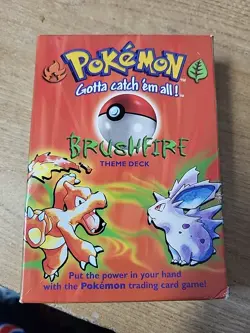 POKéMON
Gotta catch 'em all!™
BRUSHFIRE
THEME DECK
Put the power in your hand
with the Pokémon trading card game!